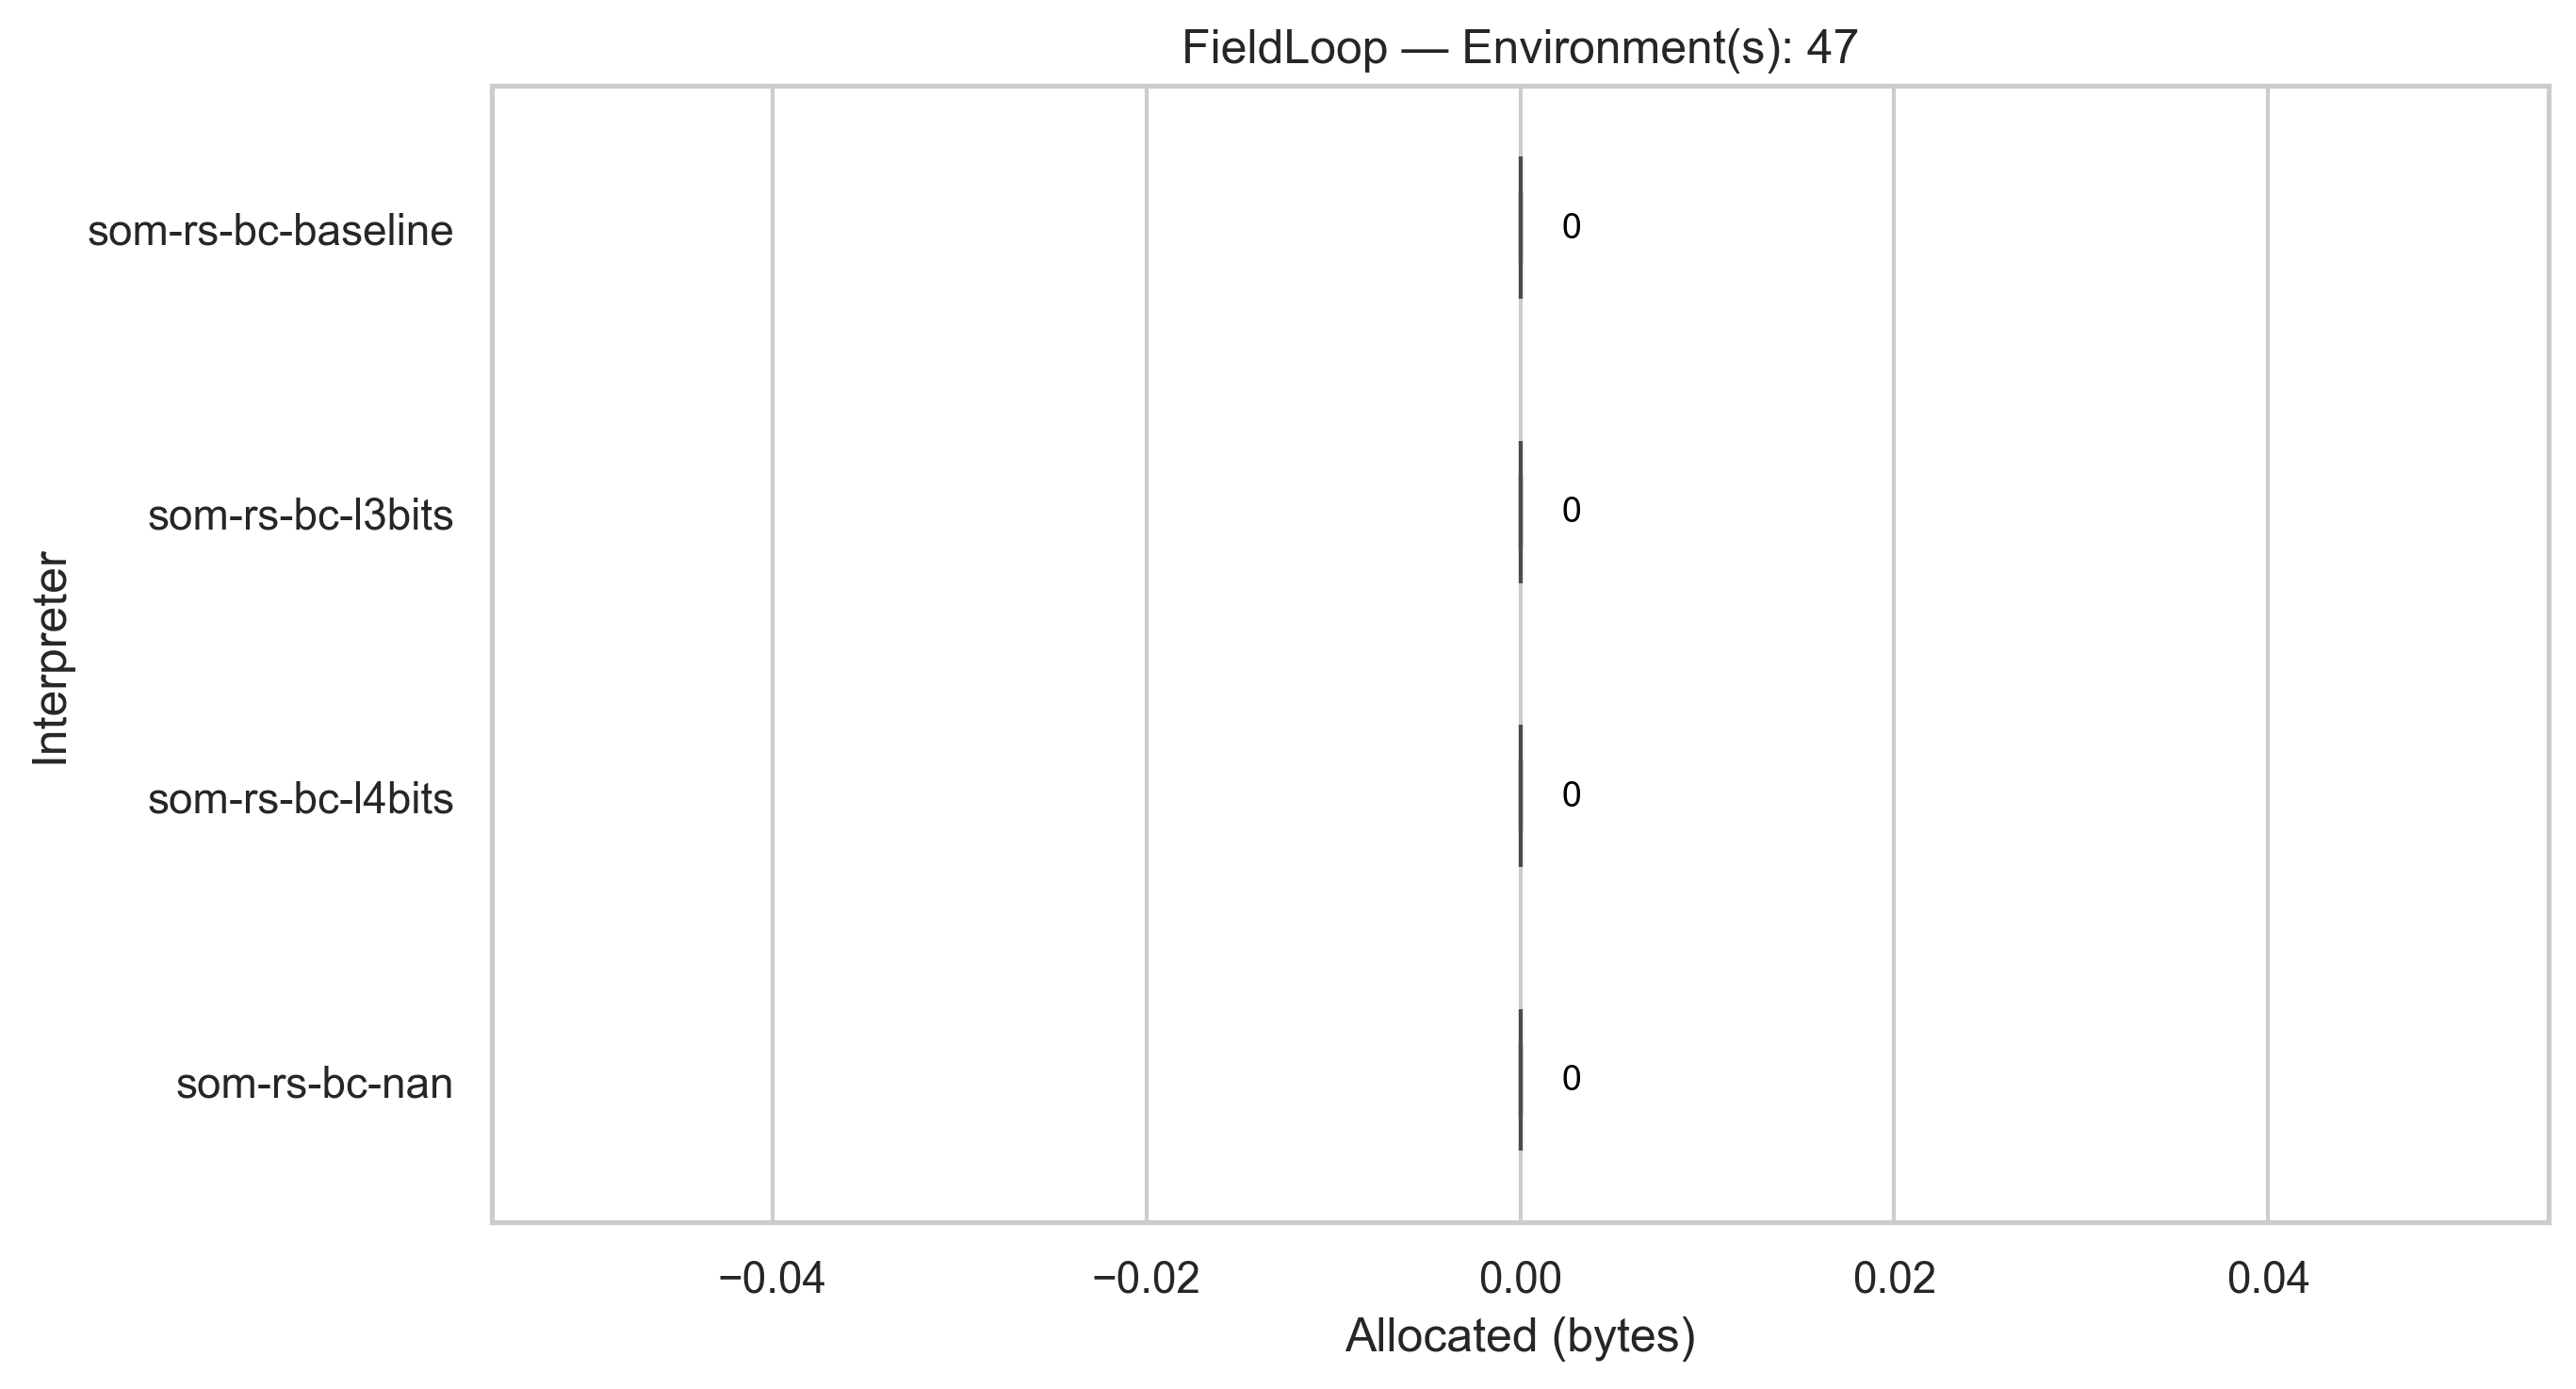 FieldLoop — Environment(s): 47
som-rs-bc-baseline
0
som-rs-bc-l3bits
0
som-rs-bc-l4bits
0
som-rs-bc-nan
0
Interpreter
−0.04
−0.02
0.00
0.02
0.04
Allocated (bytes)